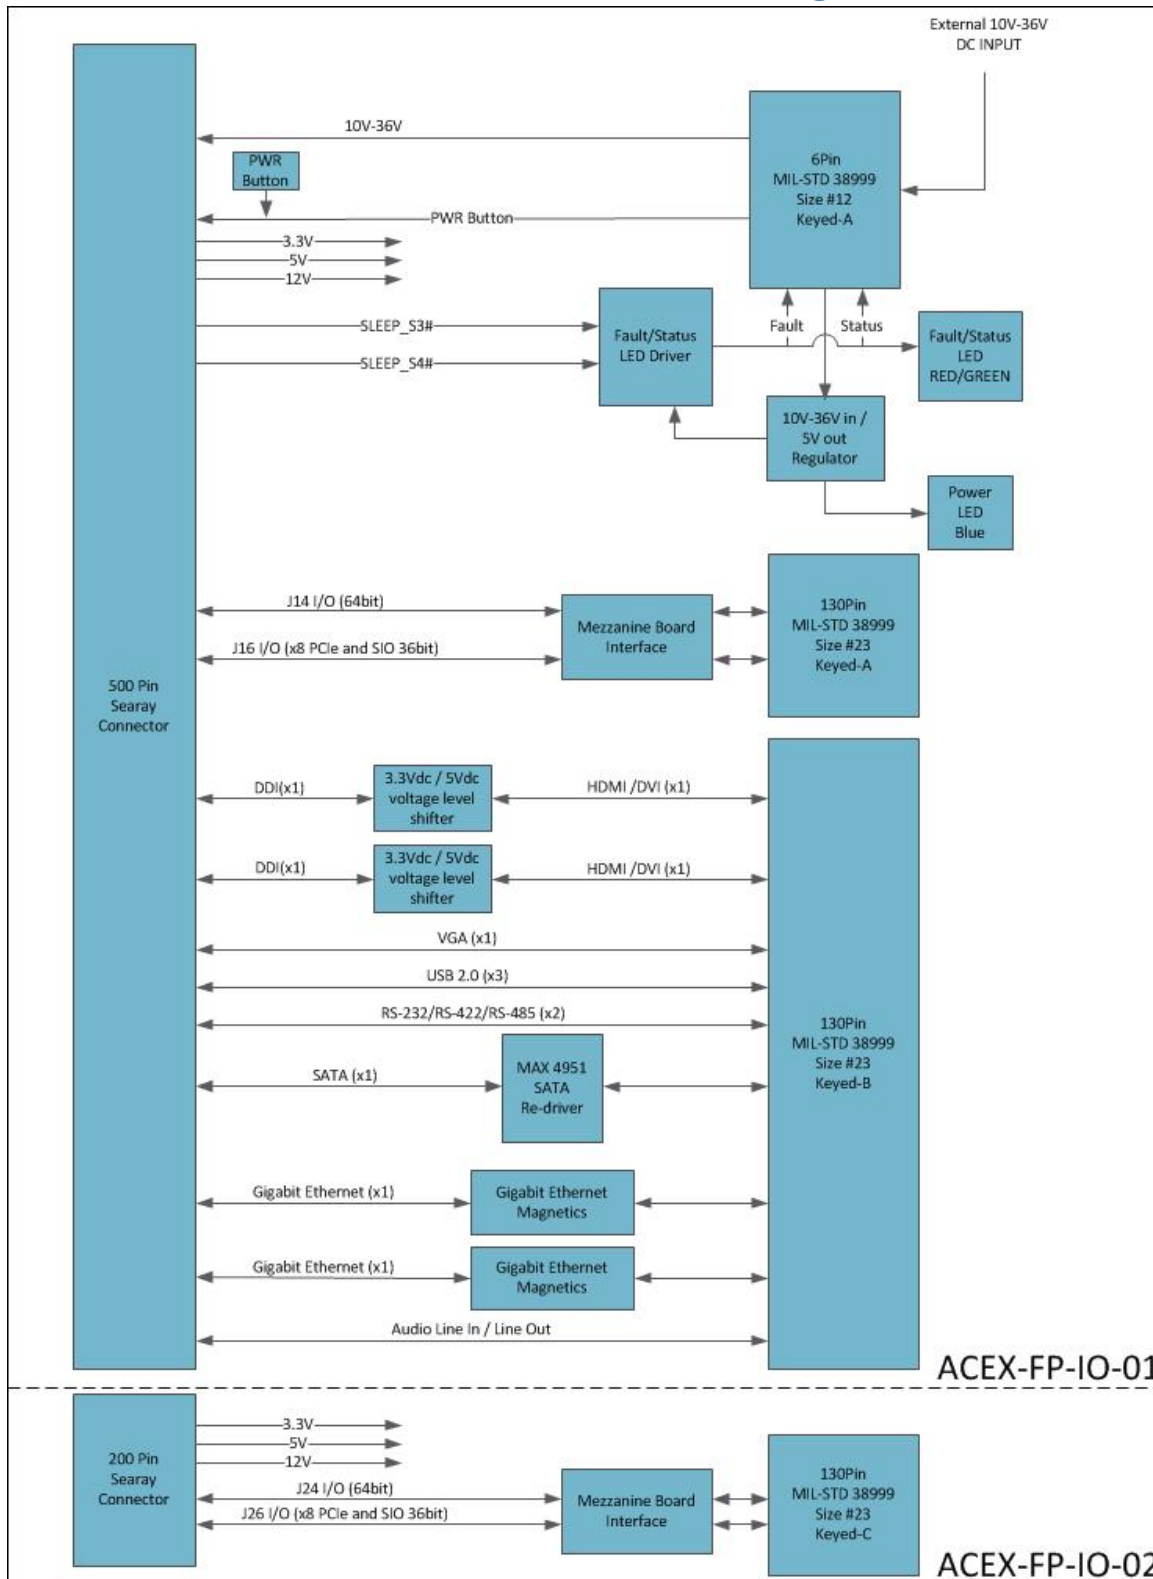 External 10V-36V
DC INPUT
10V-36V
PWR
Button
6Pin
MIL-STD 38999
Size #12
Keyed-A
PWR Button
3.3V
5V
12V
SLEEP_S3#
SLEEP_S4#
Fault/Status
LED Driver
Fault
Status
Fault/Status
LED
RED/GREEN
10V-36V in /
5V out
Regulator
Power
LED
Blue
J14 I/O (64bit)
J16 I/O (x8 PCIe and SIO 36bit)
Mezzanine Board
Interface
130Pin
MIL-STD 38999
Size #23
Keyed-A
500 Pin
Searay
Connector
DDI(x1)
3.3Vdc / 5Vdc
voltage level
shifter
HDMI /DVI (x1)
DDI(x1)
3.3Vdc / 5Vdc
voltage level
shifter
HDMI /DVI (x1)
VGA (x1)
USB 2.0 (x3)
RS-232/RS-422/RS-485 (x2)
SATA (x1)
MAX 4951
SATA
Re-driver
130Pin
MIL-STD 38999
Size #23
Keyed-B
Gigabit Ethernet (x1)
Gigabit Ethernet
Magnetics
Gigabit Ethernet (x1)
Gigabit Ethernet
Magnetics
Audio Line In / Line Out
ACEX-FP-IO-01
200 Pin
Searay
Connector
3.3V
5V
12V
J24 I/O (64bit)
J26 I/O (x8 PCIe and SIO 36bit)
Mezzanine Board
Interface
130Pin
MIL-STD 38999
Size #23
Keyed-C
ACEX-FP-IO-02